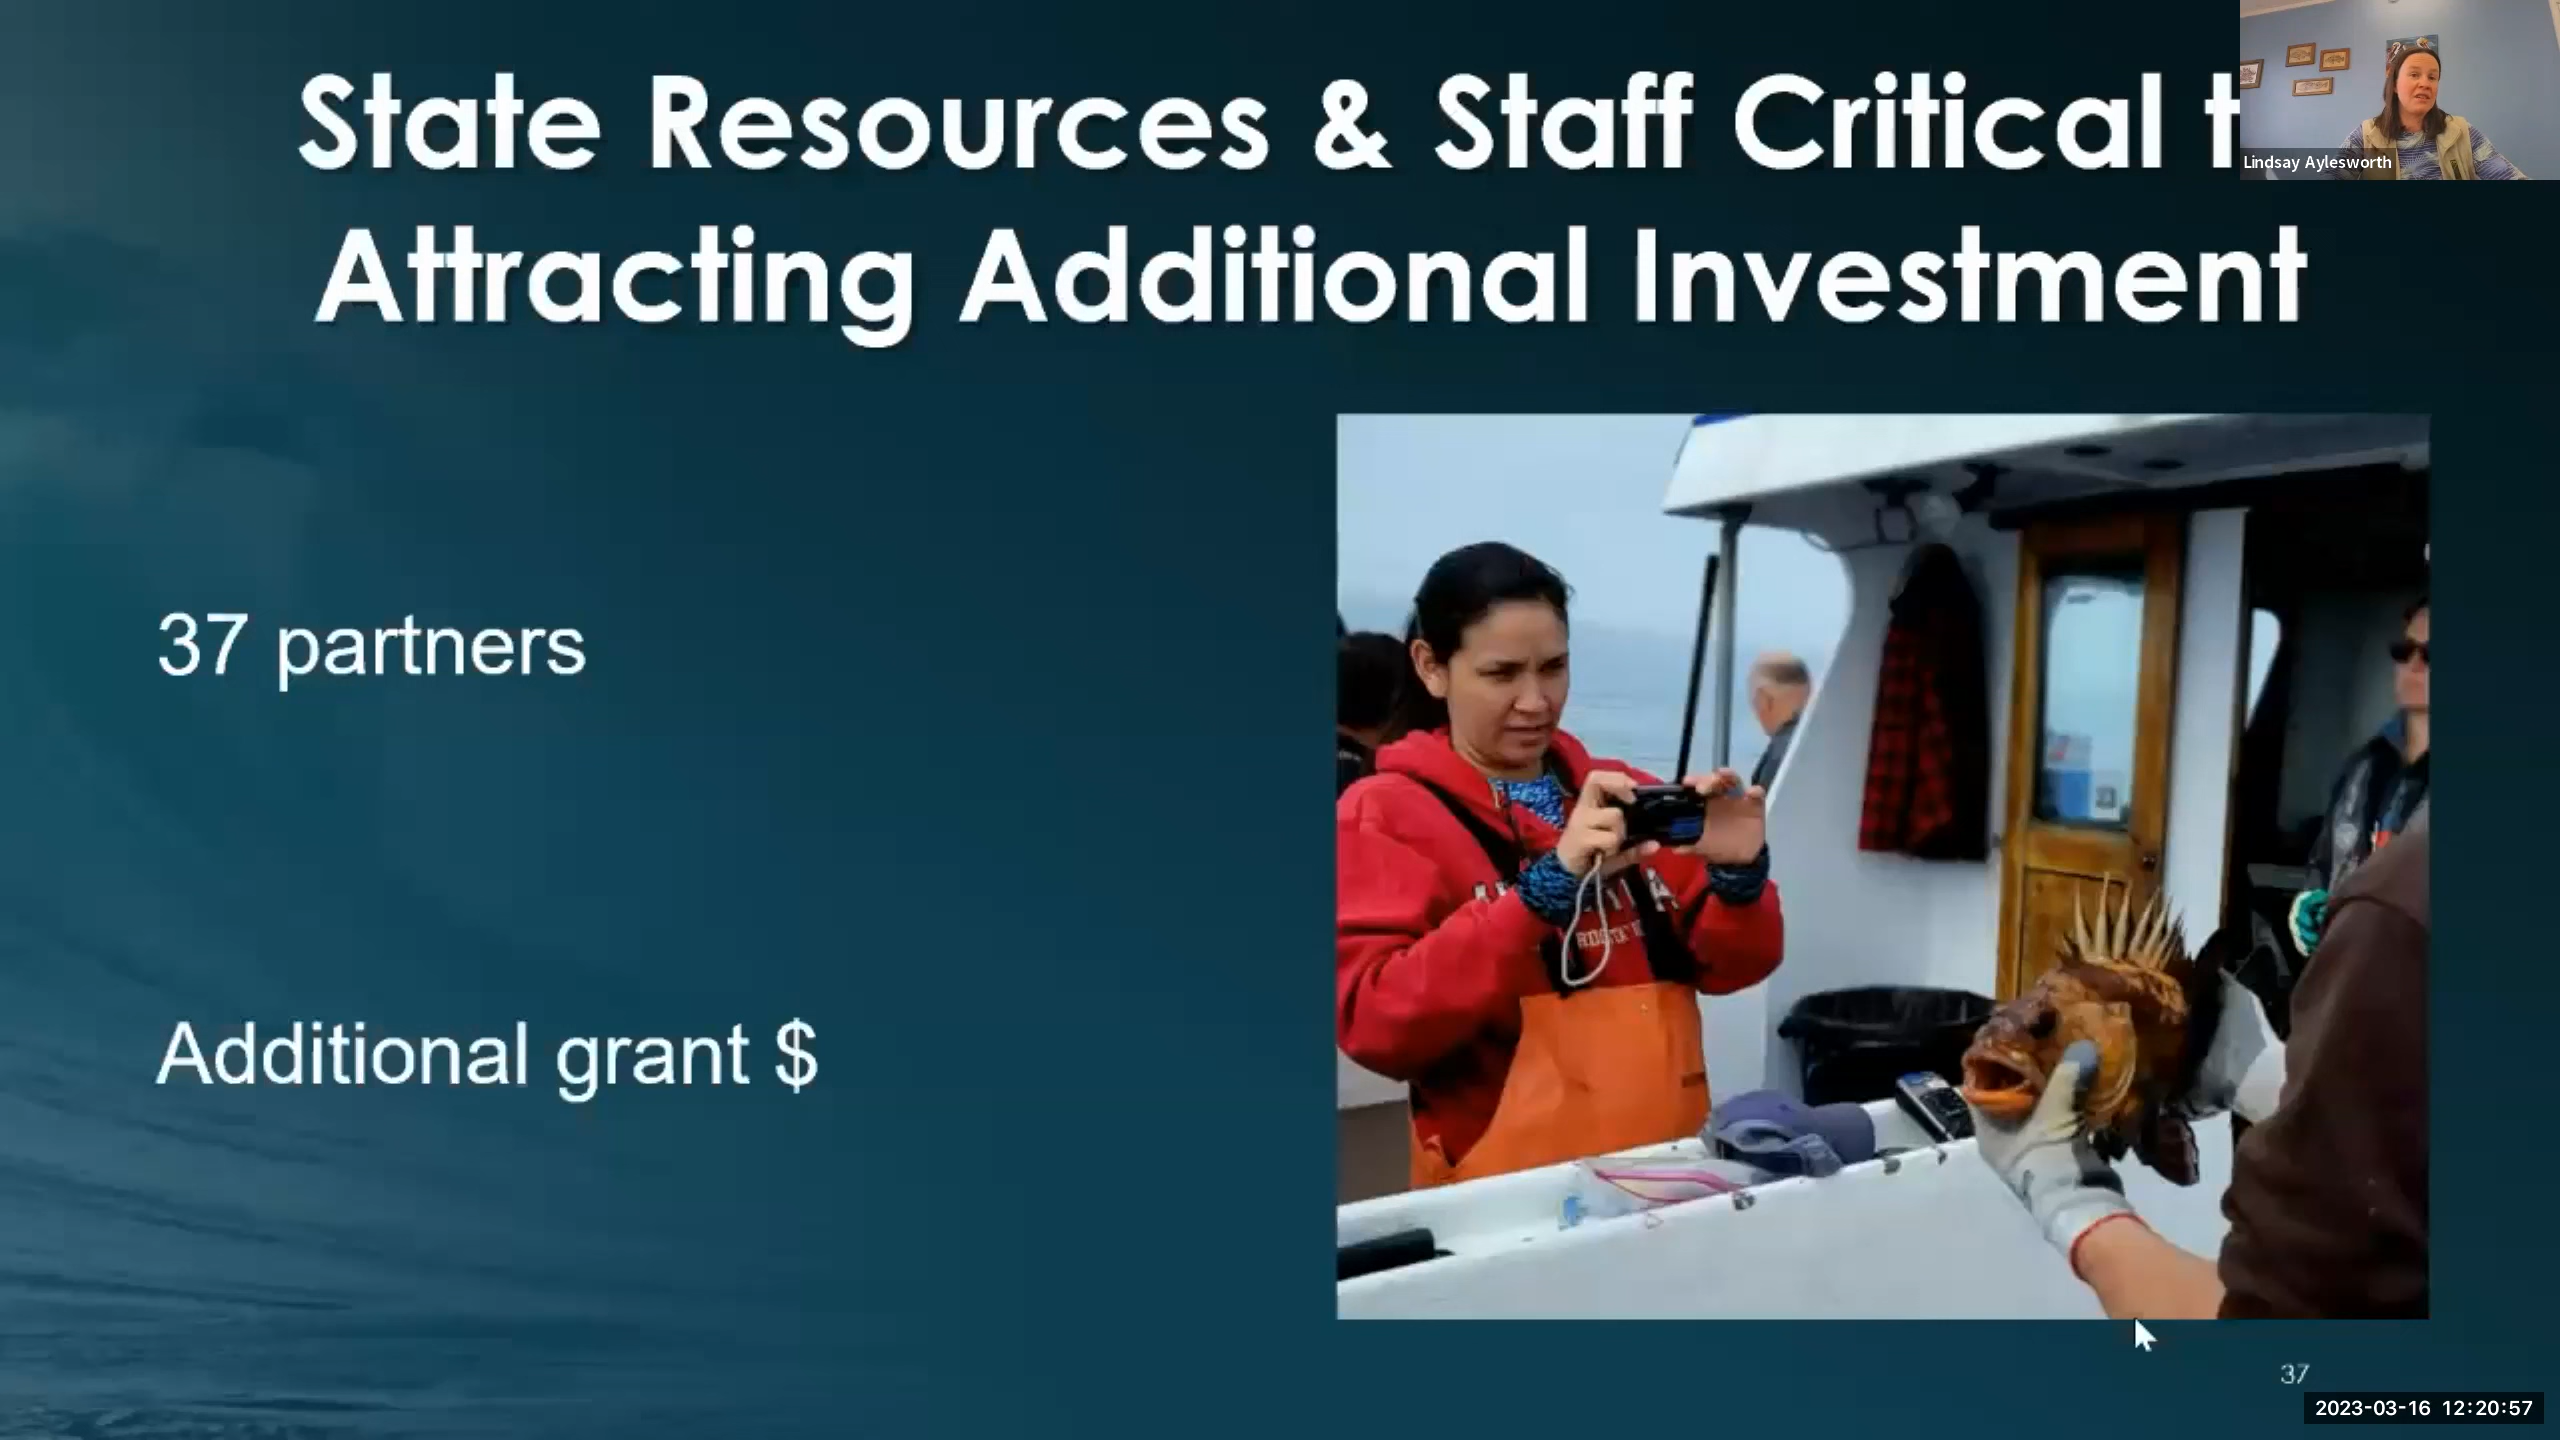 State Resources & Staff Critical t
Lindsay Aylesworth
Attracting Additional Investment
37 partners
Additional grant $
37
2023-03-16 12:20:57